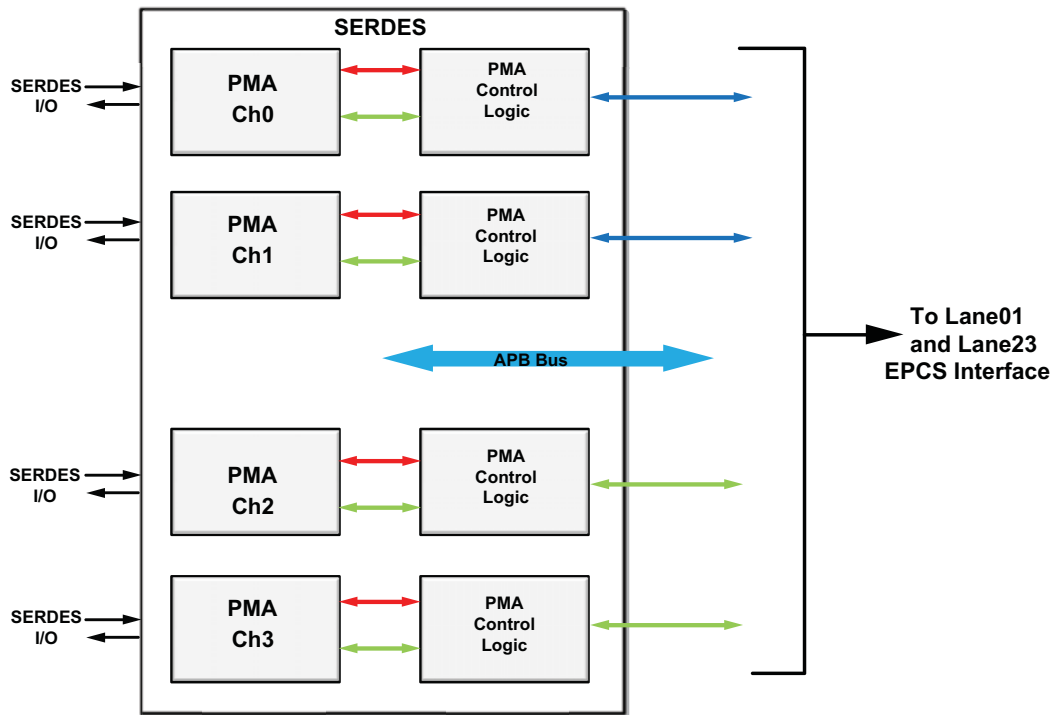 SERDES
SERDES
I/O
PMA
Ch0
PMA
Control
Logic
SERDES
I/O
PMA
Ch1
PMA
Control
Logic
APB Bus
To Lane01
and Lane23
EPCS Interface
SERDES
I/O
PMA
Ch2
PMA
Control
Logic
SERDES
I/O
PMA
Ch3
PMA
Control
Logic